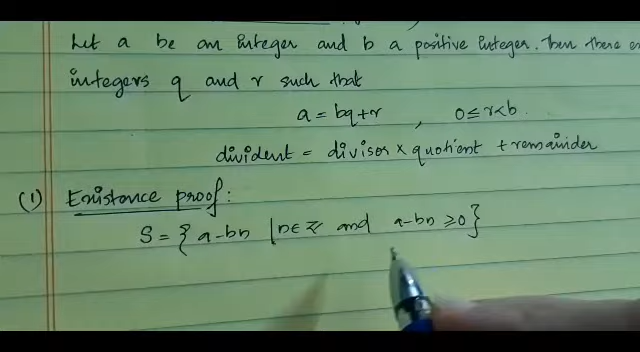 Let a be an integer and b a positive integer. Then there
integers q and r such that
a = bq+r , 0≤r<b.
divident = divisor × quotient + remainder
(1) Existance proof:
S = { a-bn | n∈ℤ and a-bn ≥0}